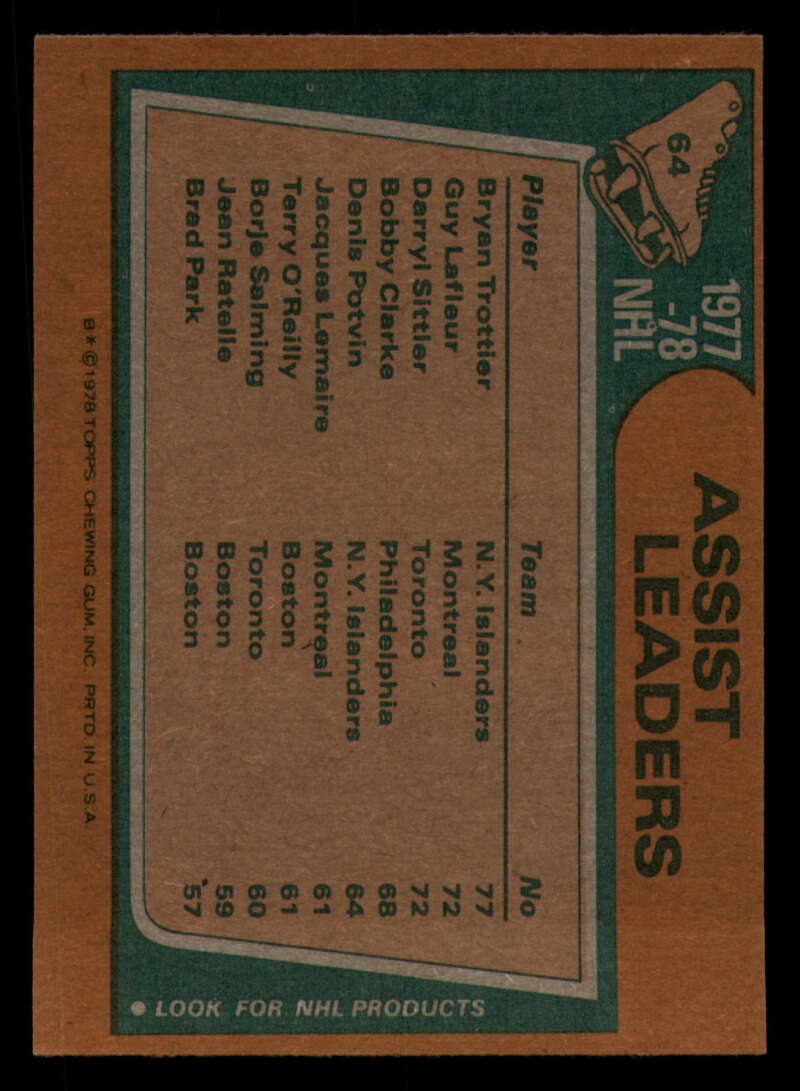 64
1977
-78
NHL
ASSIST
LEADERS
Player Team No
Bryan Trottier N.Y. Islanders 77
Guy Lafleur Montreal 72
Darryl Sittler Toronto 72
Bobby Clarke Philadelphia 68
Denis Potvin N.Y. Islanders 64
Jacques Lemaire Montreal 61
Terry O'Reilly Boston 61
Borje Salming Toronto 60
Jean Ratelle Boston 59
Brad Park Boston 57
● LOOK FOR NHL PRODUCTS
B*©1978 TOPPS CHEWING GUM, INC. PRTD. IN U.S.A.